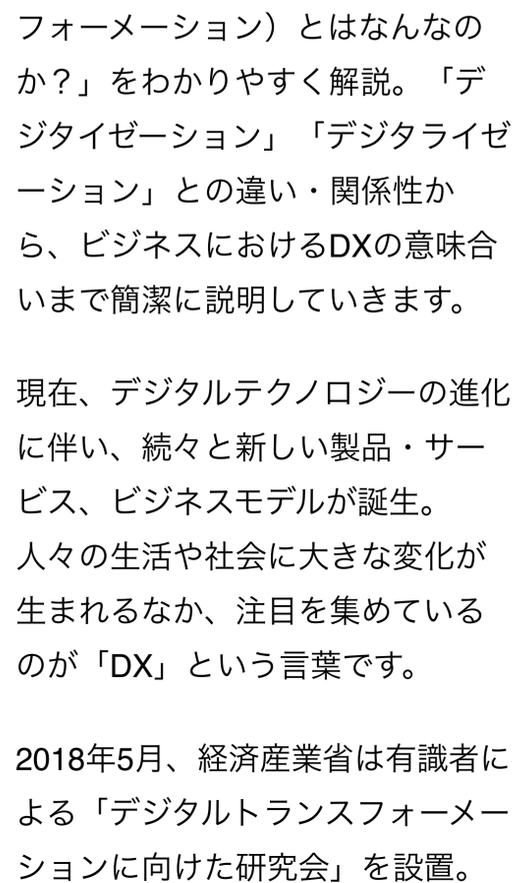 フォーメーション）とはなんなの
か？」をわかりやすく解説。「デ
ジタイゼーション」「デジタライゼ
ーション」との違い・関係性か
ら、ビジネスにおけるDXの意味合
いまで簡潔に説明していきます。
現在、デジタルテクノロジーの進化
に伴い、続々と新しい製品・サー
ビス、ビジネスモデルが誕生。
人々の生活や社会に大きな変化が
生まれるなか、注目を集めている
のが「DX」という言葉です。
2018年5月、経済産業省は有識者に
よる「デジタルトランスフォーメー
ションに向けた研究会」を設置。